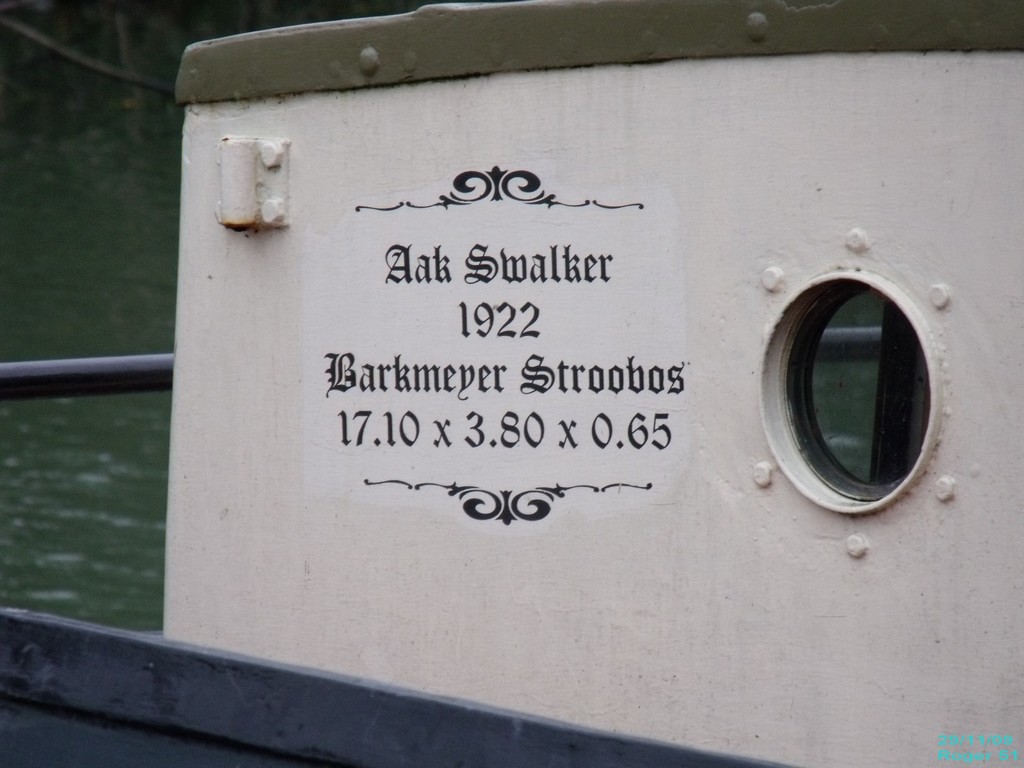 Aak Swalker
1922
Barkmeyer Stroobos
17.10 x 3.80 x 0.65